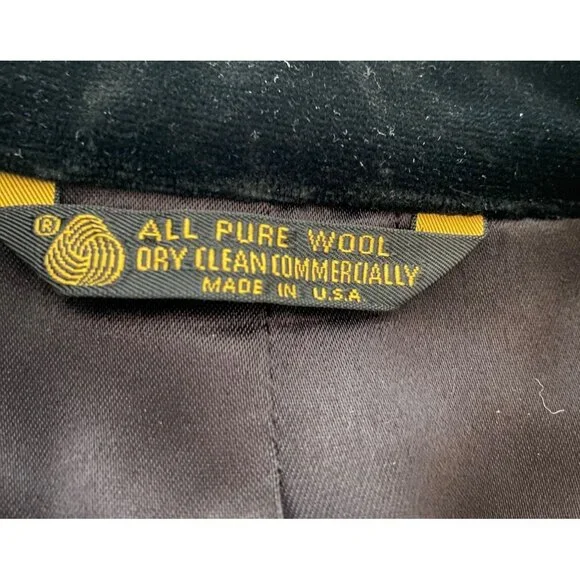 ® ALL PURE WOOL
DRY CLEAN COMMERCIALLY
MADE IN U.S.A.